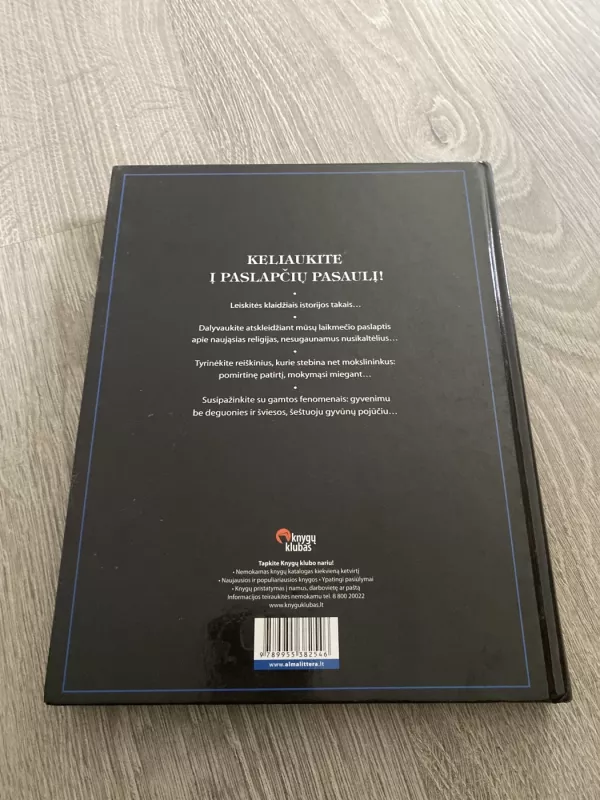 KELIAUKITE
Į PASLAPČIŲ PASAULĮ!
•
Leiskitės klaidžiais istorijos takais...
•
Dalyvaukite atskleidžiant mūsų laikmečio paslaptis
apie naująsias religijas, nesugaunamus nusikaltėlius...
•
Tyrinėkite reiškinius, kurie stebina net mokslininkus:
pomirtinę patirtį, mokymąsi miegant...
•
Susipažinkite su gamtos fenomenais: gyvenimu
be deguonies ir šviesos, šeštuoju gyvūnų pojūčiu...
knygų
klubas
Tapkite Knygų klubo nariu!
• Nemokamas knygų katalogas kiekvieną ketvirtį
• Naujausios ir populiariausios knygos • Ypatingi pasiūlymai
• Knygų pristatymas į namus, darbovietę ar paštą
Informacijos teiraukitės nemokamu tel. 8 800 20022
www.knyguklubas.lt
9 789955 382546
www.almalittera.lt